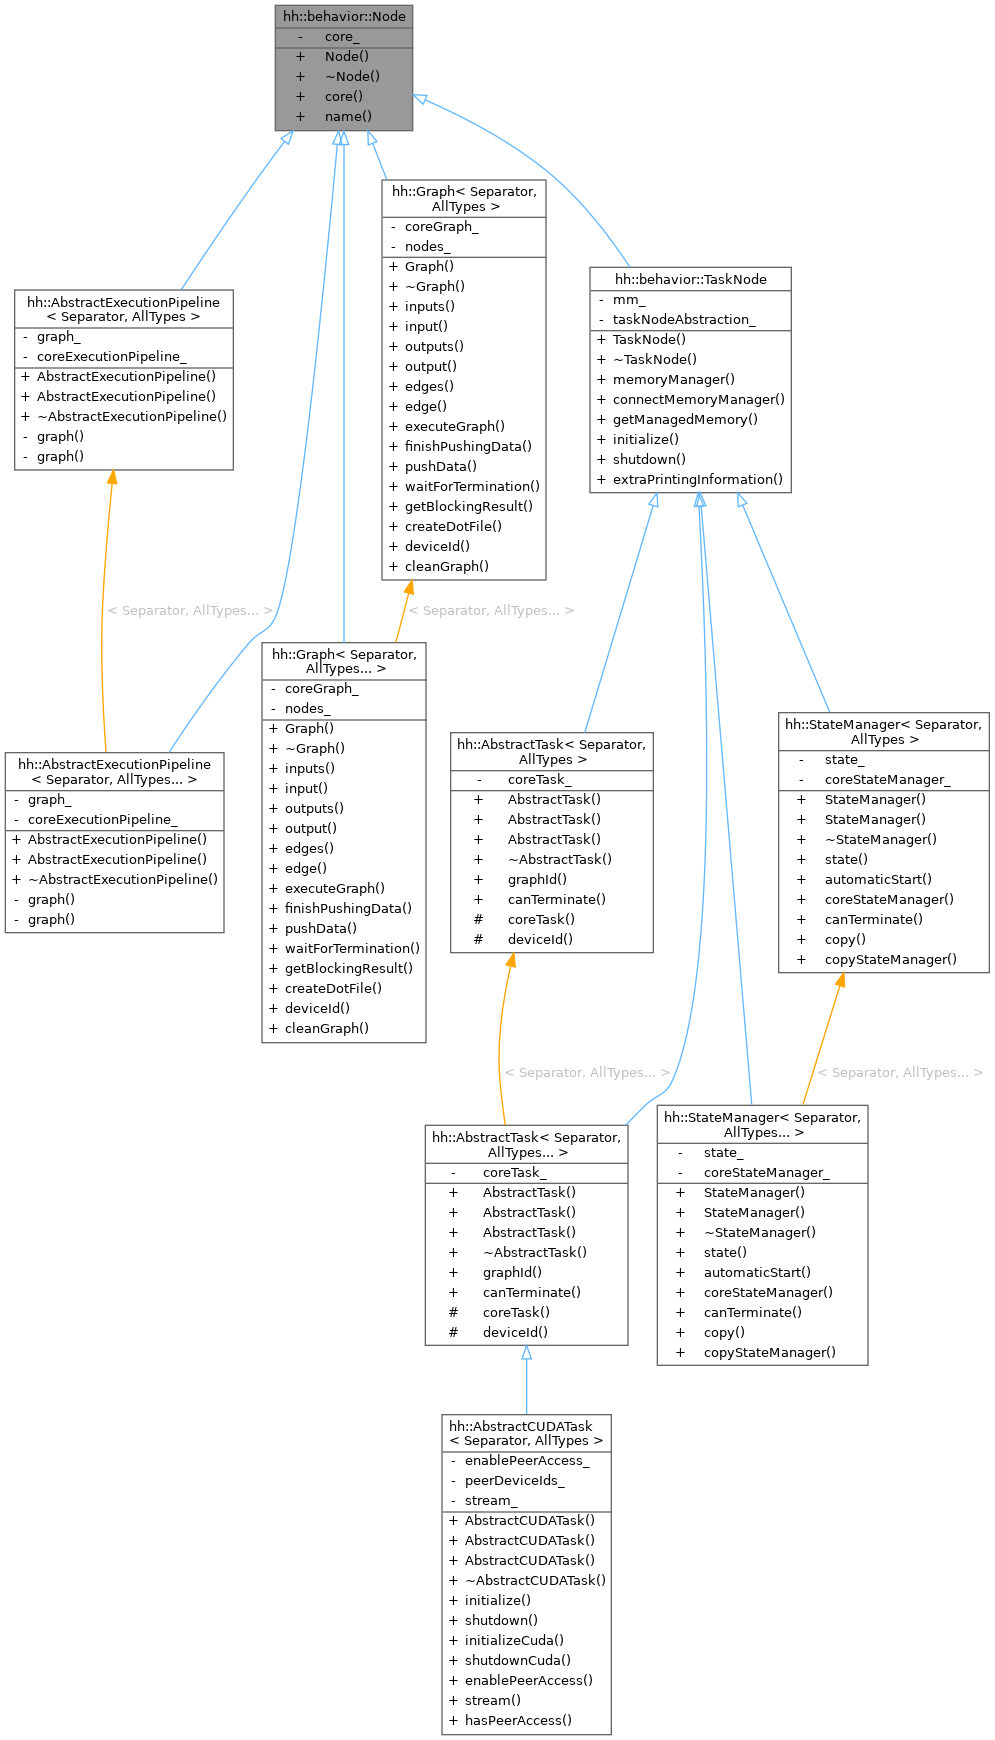 hh::behavior::Node
- core_
+ Node()
+ ~Node()
+ core()
+ name()
hh::Graph< Separator,
AllTypes >
- coreGraph_
- nodes_
+ Graph()
+ ~Graph()
+ inputs()
+ input()
+ outputs()
+ output()
+ edges()
+ edge()
+ executeGraph()
+ finishPushingData()
+ pushData()
+ waitForTermination()
+ getBlockingResult()
+ createDotFile()
+ deviceId()
+ cleanGraph()
hh::behavior::TaskNode
- mm_
- taskNodeAbstraction_
+ TaskNode()
+ ~TaskNode()
+ memoryManager()
+ connectMemoryManager()
+ getManagedMemory()
+ initialize()
+ shutdown()
+ extraPrintingInformation()
hh::AbstractExecutionPipeline
< Separator, AllTypes >
- graph_
- coreExecutionPipeline_
+ AbstractExecutionPipeline()
+ AbstractExecutionPipeline()
+ ~AbstractExecutionPipeline()
- graph()
- graph()
< Separator, AllTypes... >
< Separator, AllTypes... >
hh::Graph< Separator,
AllTypes... >
- coreGraph_
- nodes_
+ Graph()
+ ~Graph()
+ inputs()
+ input()
+ outputs()
+ output()
+ edges()
+ edge()
+ executeGraph()
+ finishPushingData()
+ pushData()
+ waitForTermination()
+ getBlockingResult()
+ createDotFile()
+ deviceId()
+ cleanGraph()
hh::AbstractTask< Separator,
AllTypes >
- coreTask_
+ AbstractTask()
+ AbstractTask()
+ AbstractTask()
+ ~AbstractTask()
+ graphId()
+ canTerminate()
# coreTask()
# deviceId()
hh::StateManager< Separator,
AllTypes >
- state_
- coreStateManager_
+ StateManager()
+ StateManager()
+ ~StateManager()
+ state()
+ automaticStart()
+ coreStateManager()
+ canTerminate()
+ copy()
+ copyStateManager()
hh::AbstractExecutionPipeline
< Separator, AllTypes... >
- graph_
- coreExecutionPipeline_
+ AbstractExecutionPipeline()
+ AbstractExecutionPipeline()
+ ~AbstractExecutionPipeline()
- graph()
- graph()
< Separator, AllTypes... >
< Separator, AllTypes... >
hh::AbstractTask< Separator,
AllTypes... >
- coreTask_
+ AbstractTask()
+ AbstractTask()
+ AbstractTask()
+ ~AbstractTask()
+ graphId()
+ canTerminate()
# coreTask()
# deviceId()
hh::StateManager< Separator,
AllTypes... >
- state_
- coreStateManager_
+ StateManager()
+ StateManager()
+ ~StateManager()
+ state()
+ automaticStart()
+ coreStateManager()
+ canTerminate()
+ copy()
+ copyStateManager()
hh::AbstractCUDATask
< Separator, AllTypes >
- enablePeerAccess_
- peerDeviceIds_
- stream_
+ AbstractCUDATask()
+ AbstractCUDATask()
+ AbstractCUDATask()
+ ~AbstractCUDATask()
+ initialize()
+ shutdown()
+ initializeCuda()
+ shutdownCuda()
+ enablePeerAccess()
+ stream()
+ hasPeerAccess()